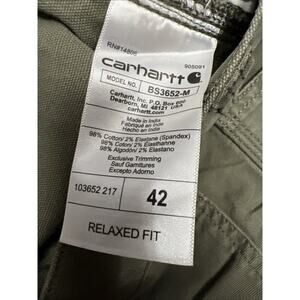 RN#14806
905091
carhartt
MODEL NO. BS3652-M
Carhartt, Inc. P.O. Box 600
Dearborn, MI 48121 USA
carhartt.com
Made in India
Fabriqué en Inde
Hecho en India
98% Cotton/ 2% Elastane (Spandex)
98% Coton/ 2% Elasthanne
98% Algodón/ 2% Elastano
Exclusive Trimming
Sauf Garnitures
Excepto Adorno
103652 217
42
RELAXED FIT